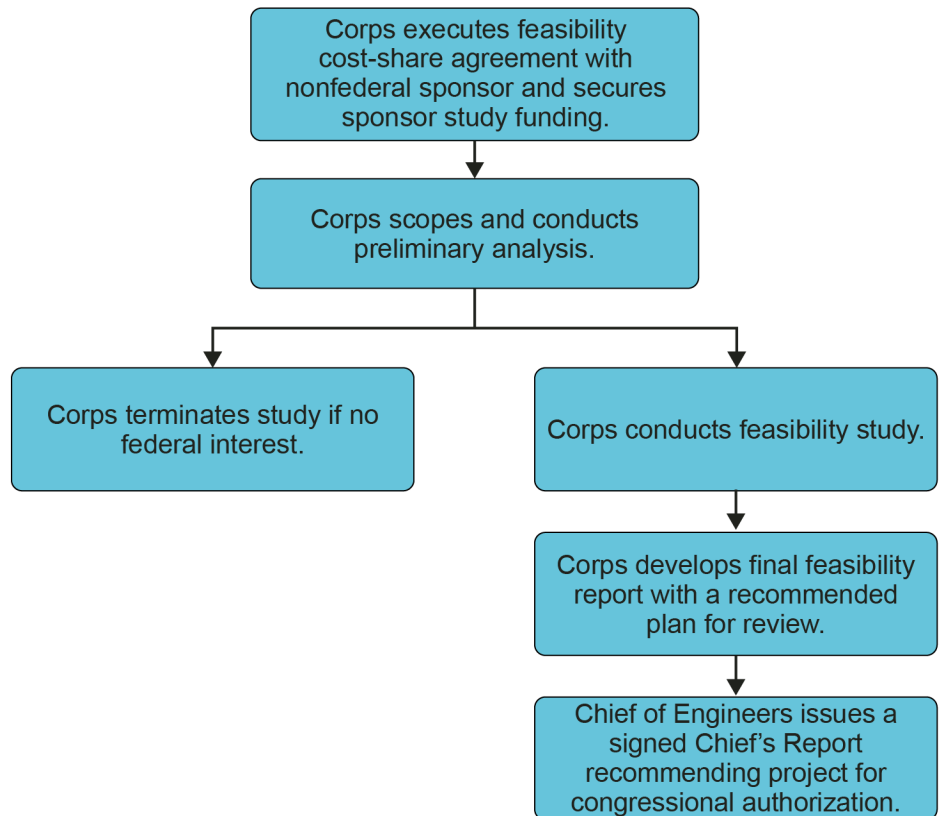 Corps executes feasibility
cost-share agreement with
nonfederal sponsor and secures
sponsor study funding.
Corps scopes and conducts
preliminary analysis.
Corps terminates study if no
federal interest.
Corps conducts feasibility study.
Corps develops final feasibility
report with a recommended
plan for review.
Chief of Engineers issues a
signed Chief’s Report
recommending project for
congressional authorization.